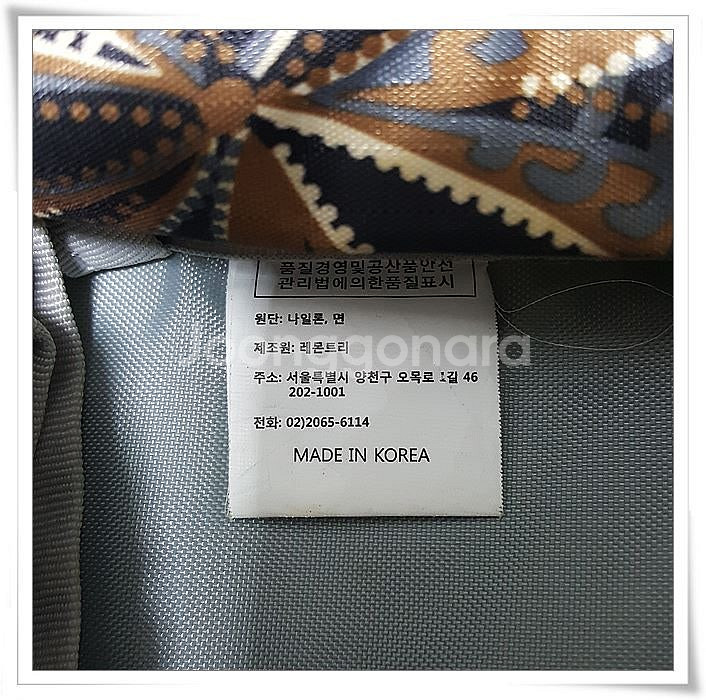 품질경영및공산품안전
관리법에의한품질표시
원단: 나일론, 면
제조원: 레몬트리
Joonggonara
주소: 서울특별시 양천구 오목로 1길 46
202-1001
전화: 02)2065-6114
MADE IN KOREA